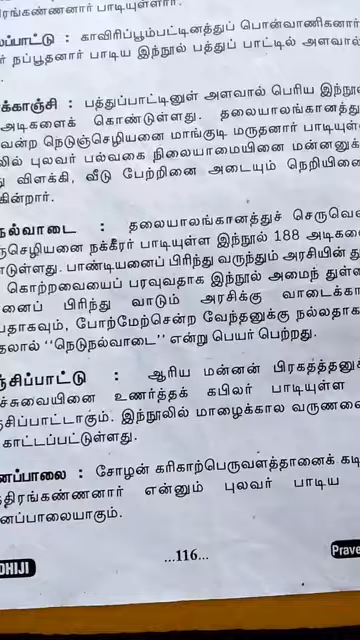 திரங்கண்ணனார் பாடியுள்ளார்.
லைப்பாட்டு : காவிரிப்பூம்பட்டினத்துப் பொன்வாணிகனார்
ர் நப்பூதனார் பாடிய இந்நூல் பத்துப் பாட்டில் அளவால்
க்காஞ்சி : பத்துப்பாட்டினுள் அளவால் பெரிய இந்நூ
அடிகளைக் கொண்டுள்ளது. தலையாலங்கானத்து
வென்ற நெடுஞ்செழியனை மாங்குடி மருதனார் பாடியுள்
லில் புலவர் பல்வகை நிலையாமையினை மன்னனுக்
து விளக்கி, வீடு பேற்றினை அடையும் நெறியினை
கின்றார்.
நல்வாடை : தலையாலங்கானத்துச் செருவெ
ஞ்செழியனை நக்கீரர் பாடியுள்ள இந்நூல் 188 அடிகளை
டுள்ளது. பாண்டியனைப் பிரிந்து வருந்தும் அரசியின் து
கொற்றவையைப் பரவுவதாக இந்நூல் அமைந் துள்ள
னைப் பிரிந்து வாடும் அரசிக்கு வாடைக்கா
பதாகவும், போற்மேற்சென்ற வேந்தனுக்கு நல்லதாக
தலால் “நெடுநல்வாடை” என்று பெயர் பெற்றது.
ஞ்சிப்பாட்டு : ஆரிய மன்னன் பிரகதத்தனுக்
ச்சுவையினை உணர்த்தக் கபிலர் பாடியுள்ள
ஞ்சிப்பாட்டாகும். இந்நூலில் மாழைக்கால வருணனை
காட்டப்பட்டுள்ளது.
னப்பாலை : சோழன் கரிகாற்பெருவளத்தானைக் கடி
த்திரங்கண்ணனார் என்னும் புலவர் பாடிய
னப்பாலையாகும்.
...116...
DHIJI
Prave